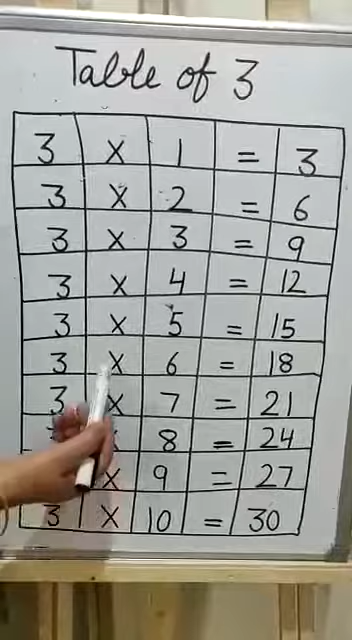 Table of 3
3 X 1 = 3
3 X 2 = 6
3 X 3 = 9
3 X 4 = 12
3 X 5 = 15
3 X 6 = 18
3 X 7 = 21
8 = 24
X 9 = 27
3 X 10 = 30